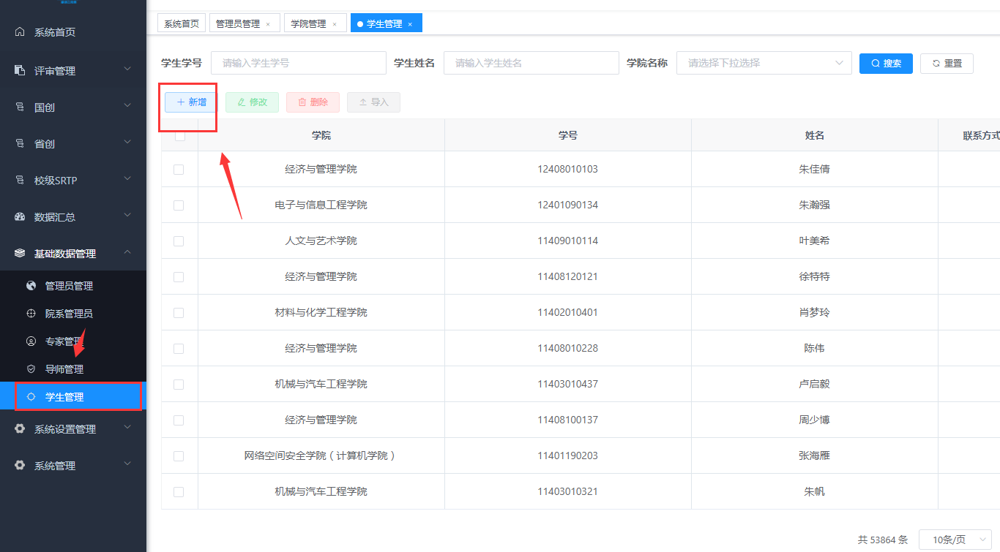 系统首页
评审管理
国创
省创
校级SRTP
数据汇总
基础数据管理
管理员管理
院系管理员
专家管理
导师管理
学生管理
系统设置管理
系统管理
系统首页 管理员管理 × 学院管理 × 学生管理 ×
学生学号 请输入学生学号 学生姓名 请输入学生姓名 学院名称 请选择下拉选择 搜索 重置
新增 修改 删除 导入
学院 学号 姓名 联系方式
经济与管理学院 12408010103 朱佳倩
电子与信息工程学院 12401090134 朱瀚强
人文与艺术学院 11409010114 叶美希
经济与管理学院 11408120121 徐特特
材料与化学工程学院 11402010401 肖梦玲
经济与管理学院 11408010228 陈伟
机械与汽车工程学院 11403010437 卢启毅
经济与管理学院 11408100137 周少博
网络空间安全学院（计算机学院） 11401190203 张海雁
机械与汽车工程学院 11403010321 朱帆
共 53864 条 10条/页